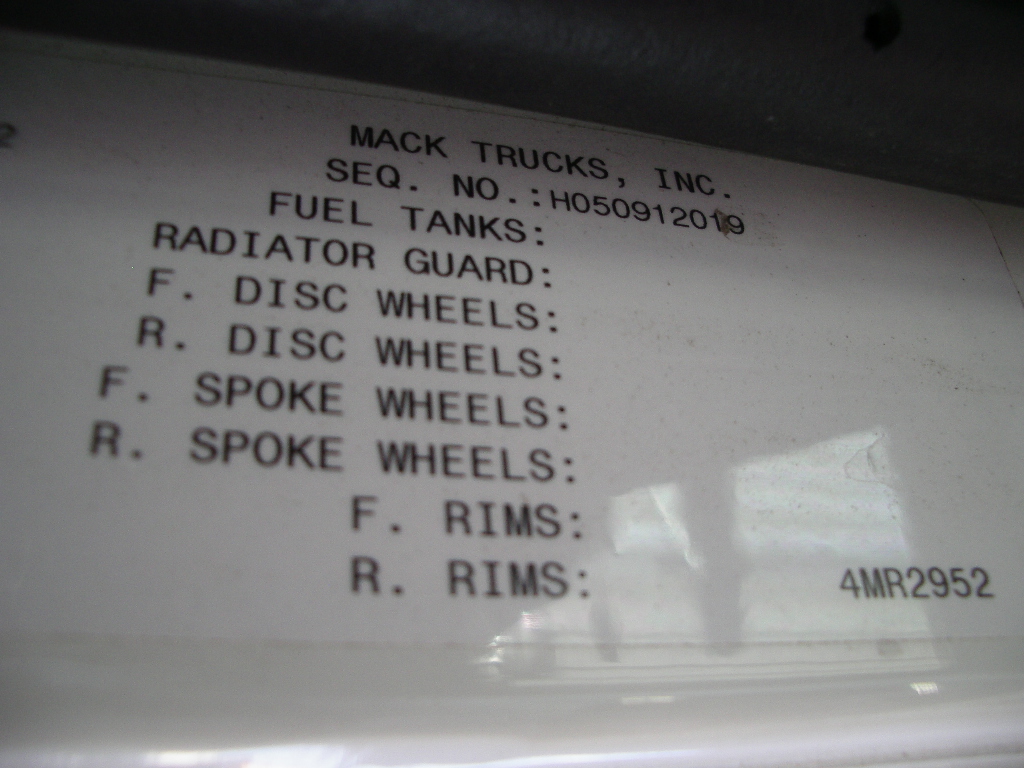 2
MACK TRUCKS, INC.
SEQ. NO.:H050912019
FUEL TANKS:
RADIATOR GUARD:
F. DISC WHEELS:
R. DISC WHEELS:
F. SPOKE WHEELS:
R. SPOKE WHEELS:
F. RIMS:
R. RIMS:
4MR2952